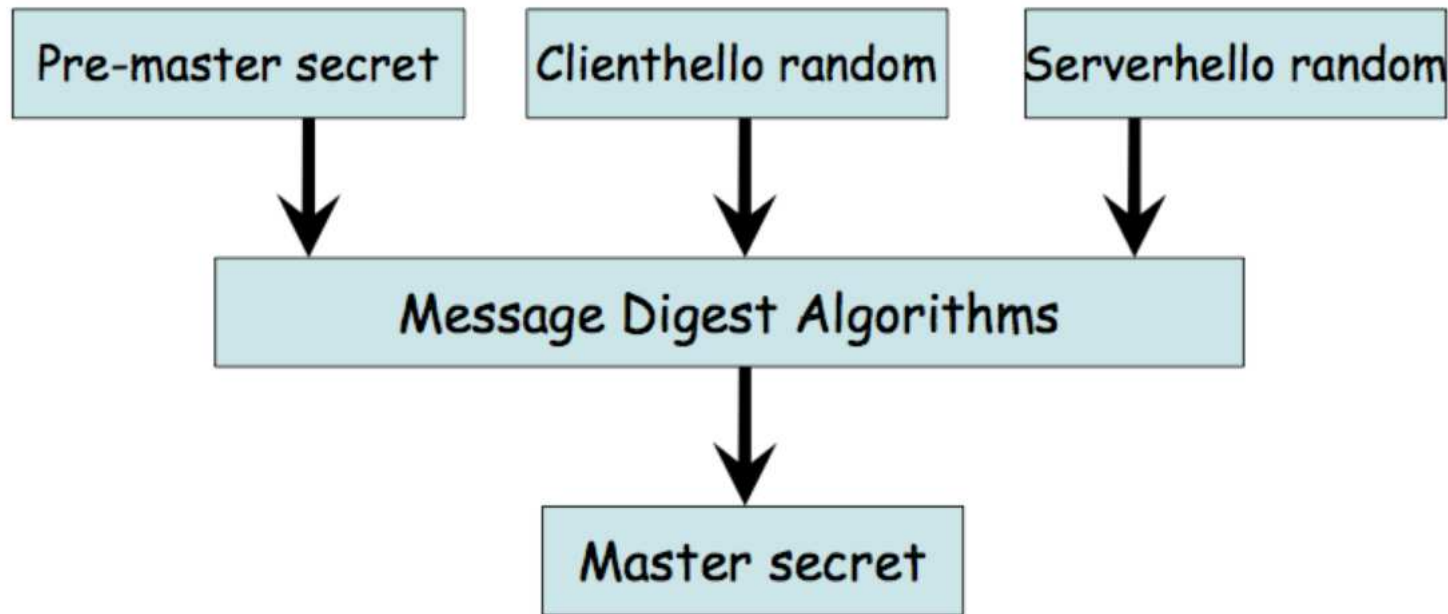 Pre-master secret
Clienthello random
Serverhello random
Message Digest Algorithms
Master secret